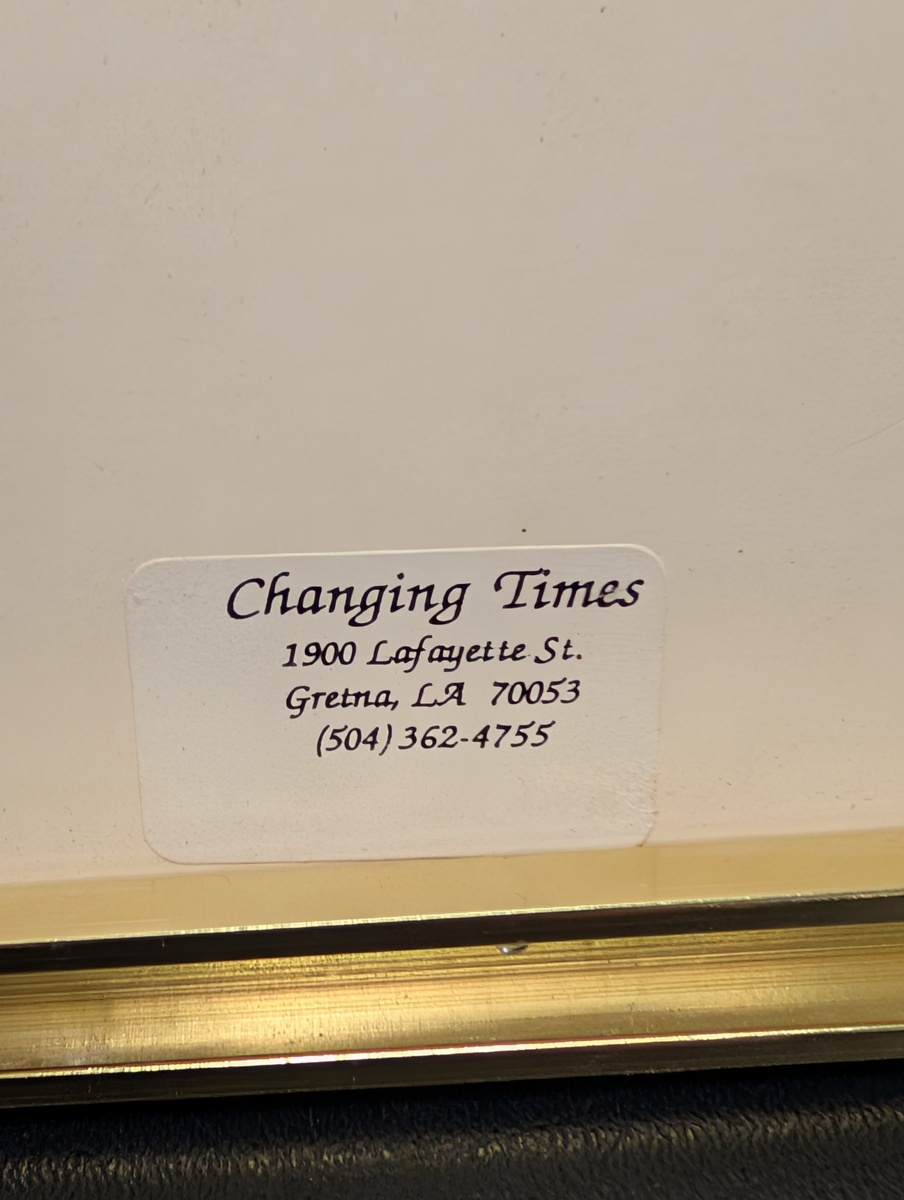 Changing Times
1900 Lafayette St.
Gretna, LA 70053
(504) 362-4755